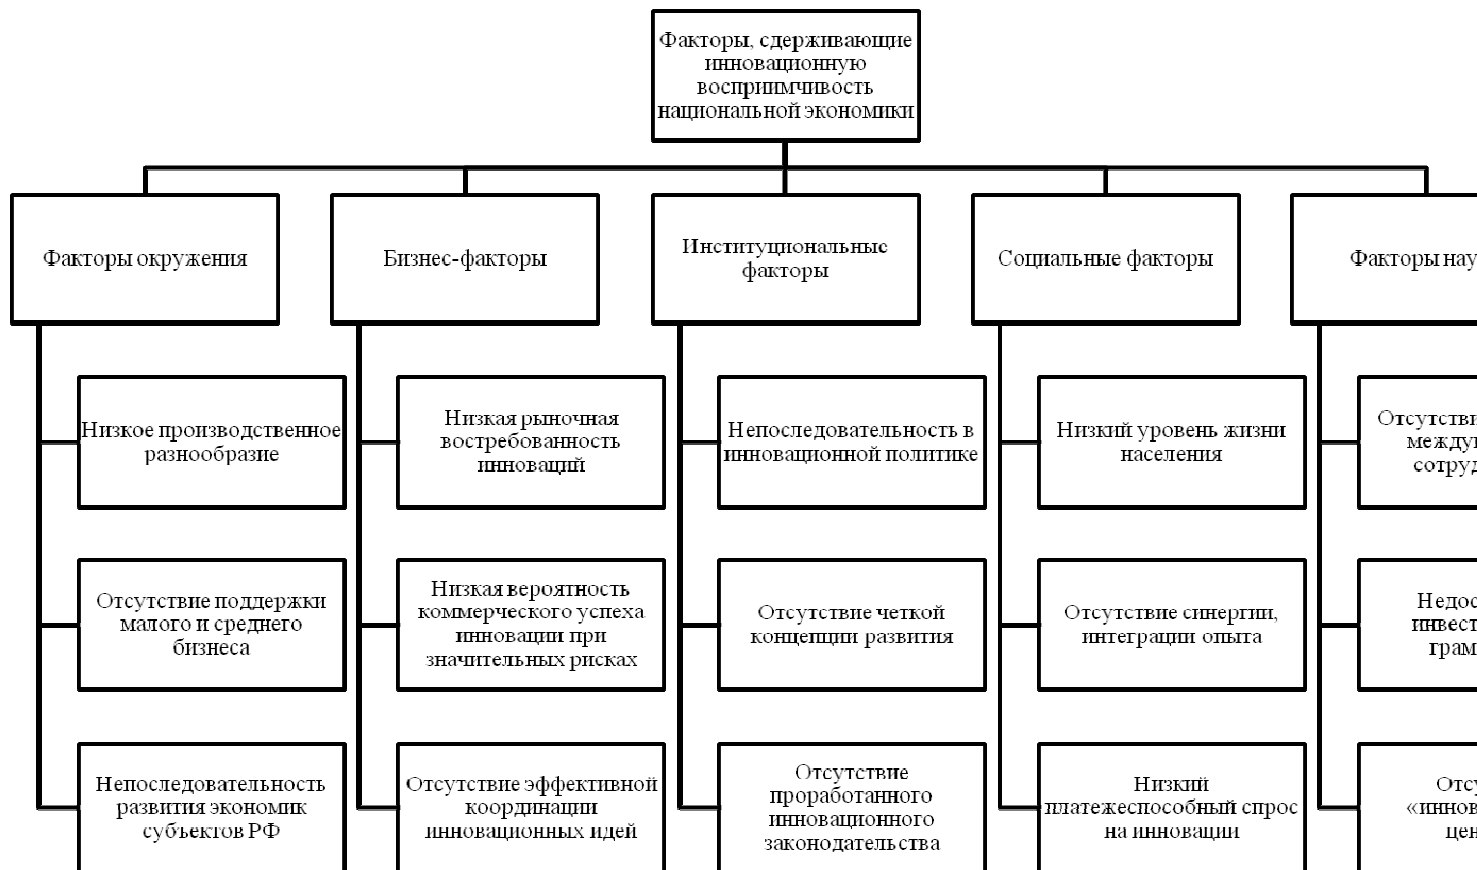 Факторы, сдерживающие
инновационную
восприимчивость
национальной экономики
Факторы окружения
Бизнес-факторы
Институциональные
факторы
Социальные факторы
Факторы
Низкое производственное
разнообразие
Отсутствие поддержки
малого и среднего
бизнеса
Непоследовательность
развития экономик
субъектов РФ
Низкая рыночная
востребованность
инноваций
Низкая вероятность
коммерческого успеха
инновации при
значительных рисках
Отсутствие эффективной
координации
инновационных идей
Непоследовательность в
инновационной политике
Отсутствие четкой
концепции развития
Отсутствие
проработанного
инновационного
законодательства
Низкий уровень жизни
населения
Отсутствие синергии,
интеграции опыта
Низкий
платежеспособный спрос
на инновации